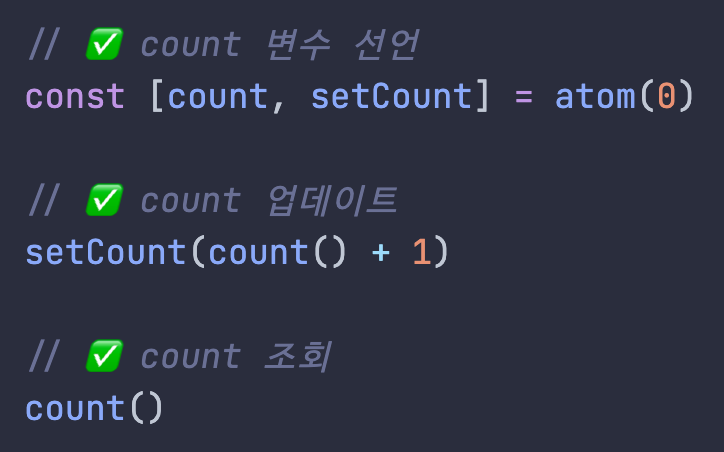 // ✅ count 변수 선언
const [count, setCount] = atom(0)
// ✅ count 업데이트
setCount(count() + 1)
// ✅ count 조회
count()